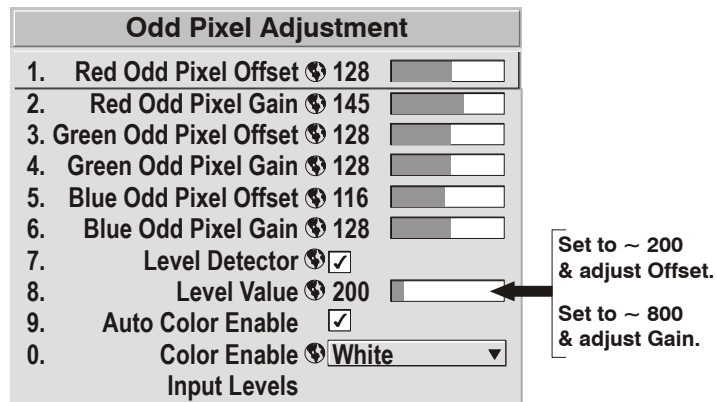 Odd Pixel Adjustment
1. Red Odd Pixel Offset 128
2. Red Odd Pixel Gain 145
3. Green Odd Pixel Offset 128
4. Green Odd Pixel Gain 128
5. Blue Odd Pixel Offset 116
6. Blue Odd Pixel Gain 128
7. Level Detector ✓
8. Level Value 200
9. Auto Color Enable ✓
0. Color Enable White
Input Levels
Set to ~ 200
& adjust Offset.
Set to ~ 800
& adjust Gain.